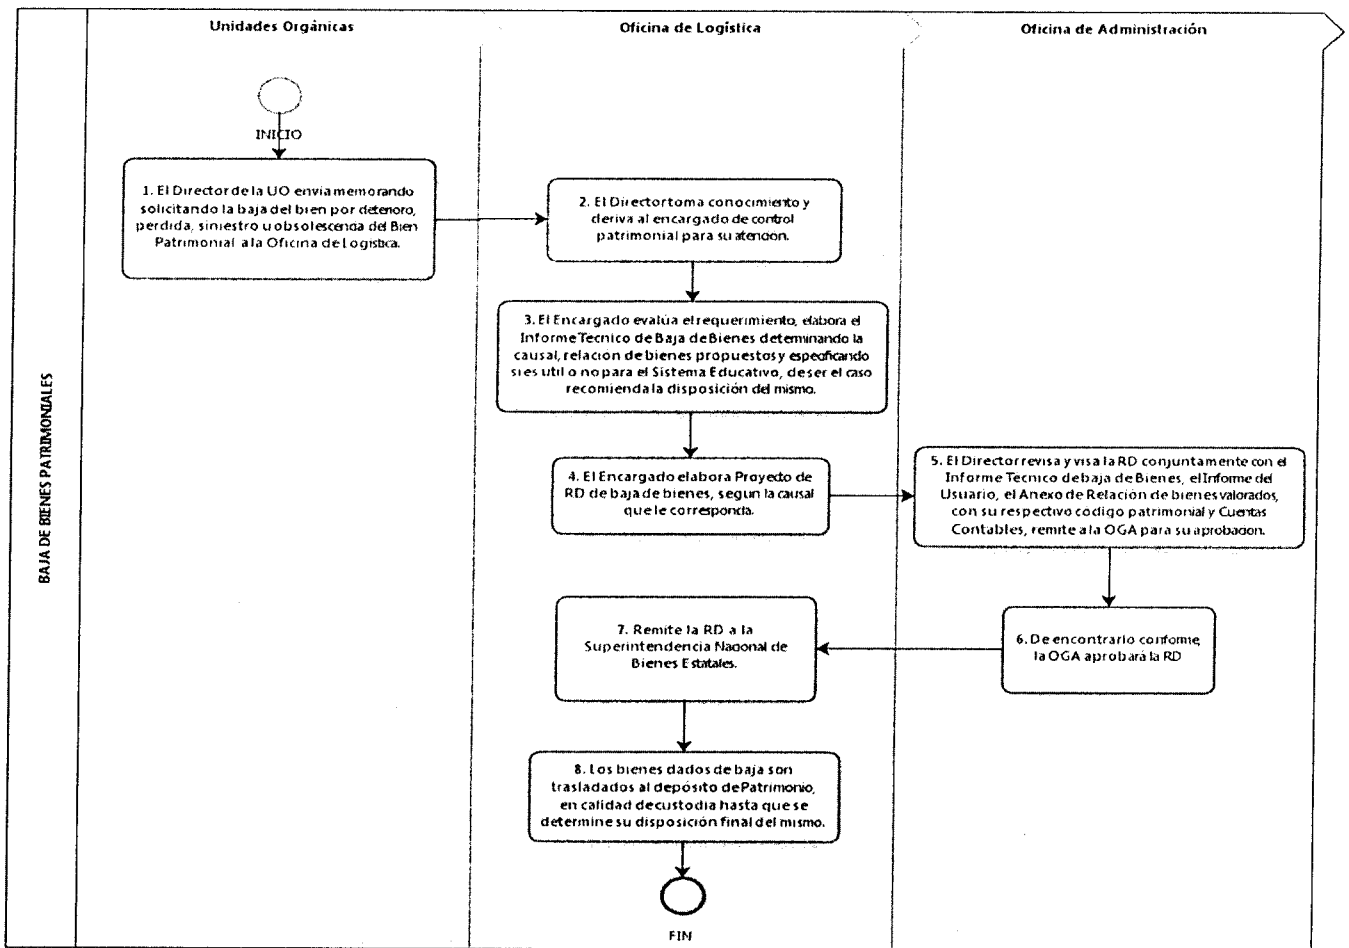 Unidades Orgánicas
Oficina de Logística
Oficina de Administración
BAJA DE BIENES PATRIMONIALES
INICIO
1. El Director de la UO envia memorando
solicitando la baja del bien por deterioro,
perdida, siniestro u obsolescencia del Bien
Patrimonial a la Oficina de Logistica.
2. El Director toma conocimiento y
deriva al encargado de control
patrimonial para su atención.
3. El Encargado evalúa el requerimiento, elabora el
Informe Tecnico de Baja de Bienes determinando la
causal, relación de bienes propuestos y especificando
si es util o no para el Sistema Educativo, de ser el caso
recomienda la disposición del mismo.
4. El Encargado elabora Proyecto de
RD de baja de bienes, segun la causal
que le corresponda.
5. El Director revisa y visa la RD conjuntamente con el
Informe Tecnico de baja de Bienes, el Informe del
Usuario, el Anexo de Relación de bienes valorados,
con su respectivo código patrimonial y Cuentas
Contables, remite a la OGA para su aprobacion.
6. De encontrarlo conforme,
la OGA aprobará la RD
7. Remite la RD a la
Superintendencia Nacional de
Bienes Estatales.
8. Los bienes dados de baja son
trasladados al depósito de Patrimonio,
en calidad de custodia hasta que se
determine su disposición final del mismo.
FIN